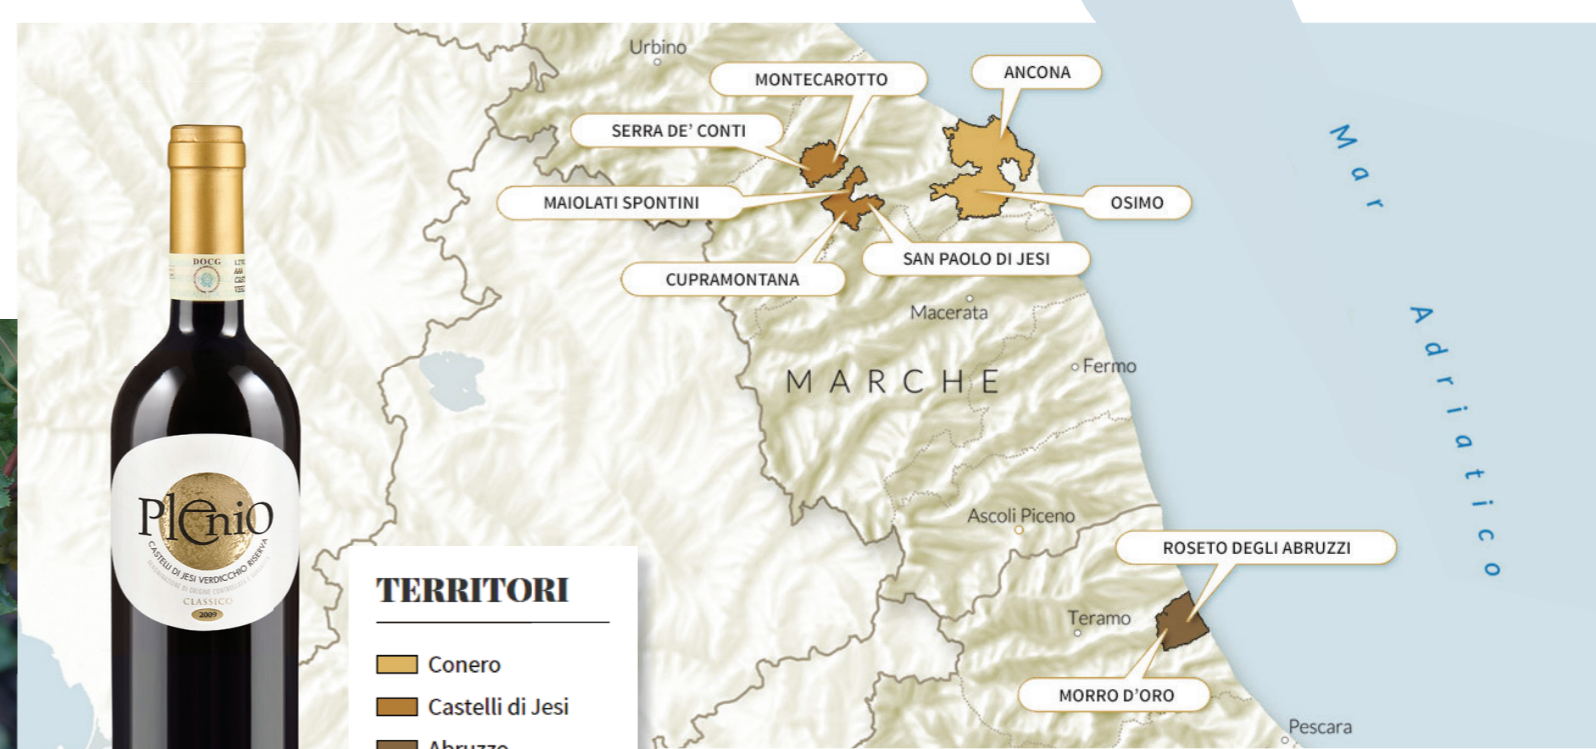 Urbino
MONTECAROTTO
ANCONA
SERRA DE' CONTI
MAIOLATI SPONTINI
OSIMO
CUPRAMONTANA
SAN PAOLO DI JESI
Macerata
MARCHE
Fermo
Mar Adriatico
Ascoli Piceno
ROSETO DEGLI ABRUZZI
Teramo
MORRO D'ORO
Pescara
DOCG
Plenio
CASTELLI DI JESI VERDICCHIO RISERVA
CLASSICO
2009
TERRITORI
Conero
Castelli di Jesi
Abruzzo